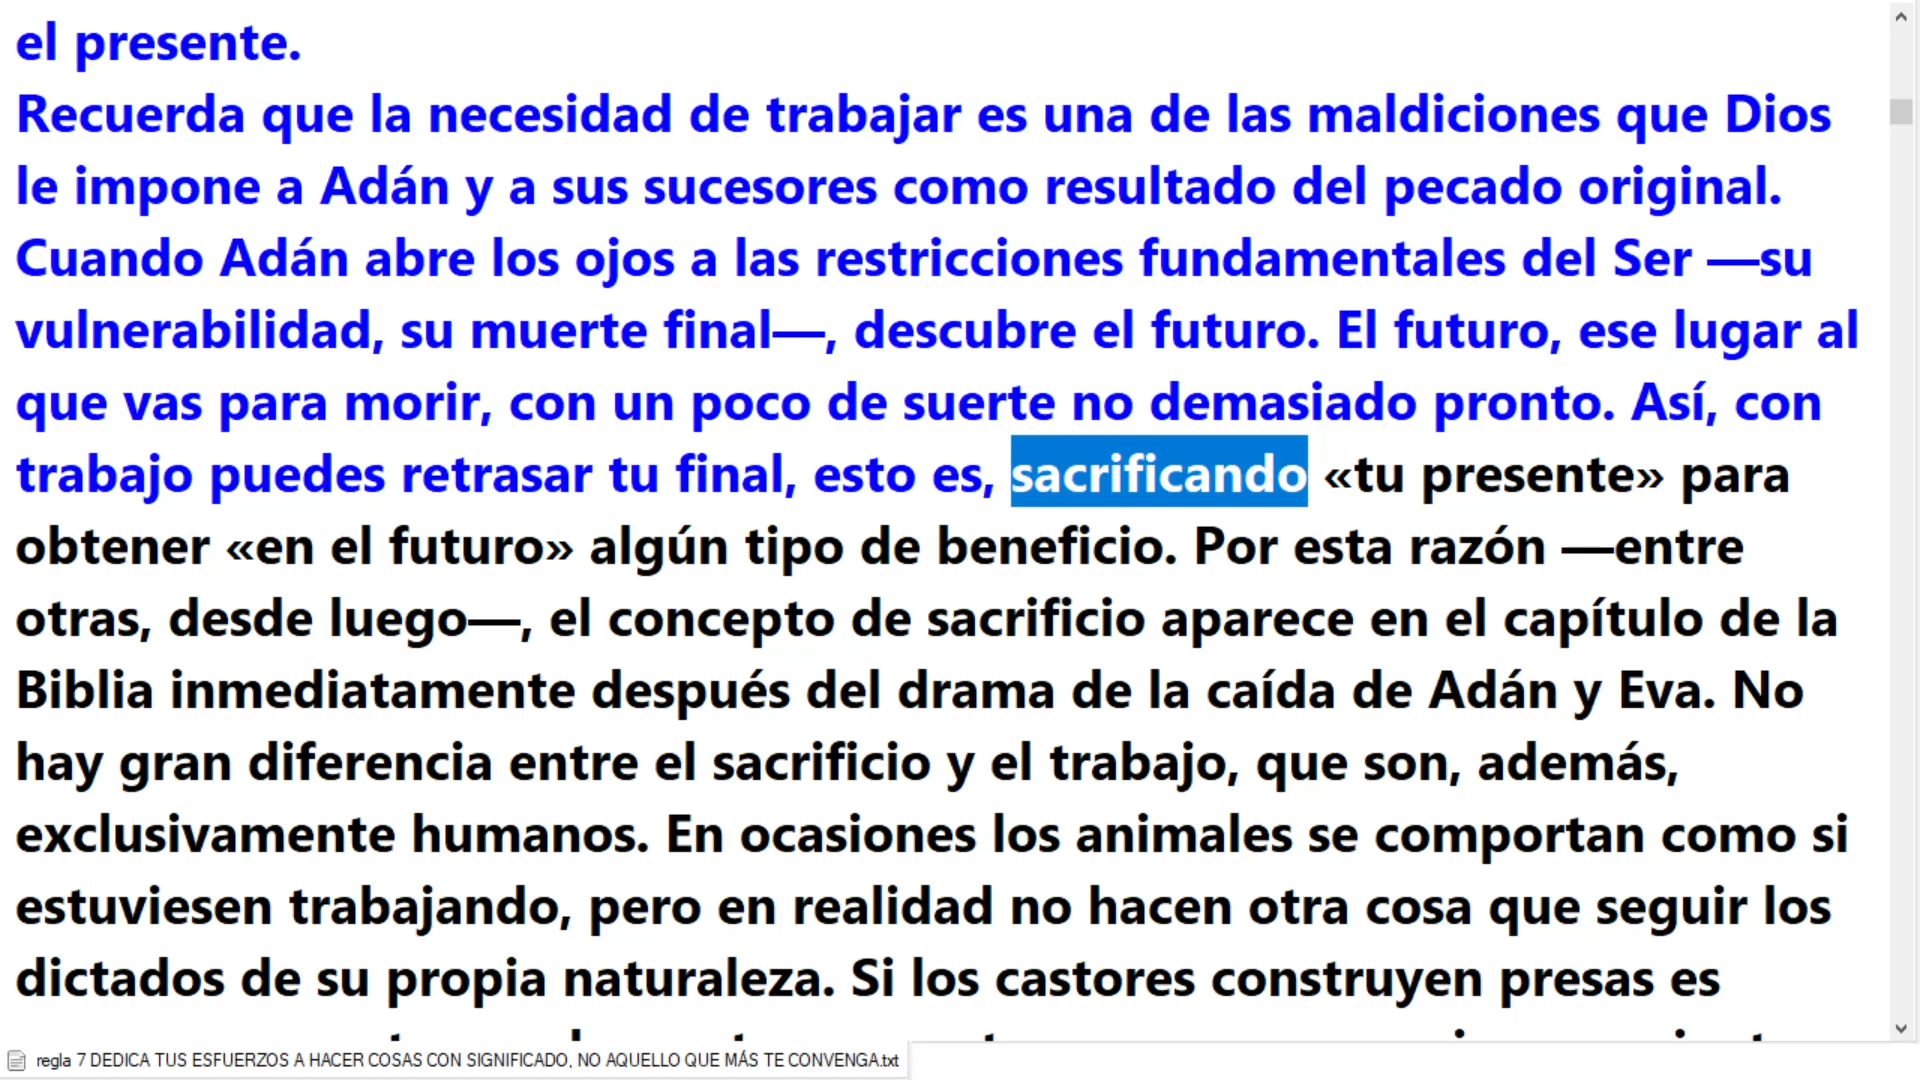 el presente.
Recuerda que la necesidad de trabajar es una de las maldiciones que Dios
le impone a Adán y a sus sucesores como resultado del pecado original.
Cuando Adán abre los ojos a las restricciones fundamentales del Ser —su
vulnerabilidad, su muerte final—, descubre el futuro. El futuro, ese lugar al
que vas para morir, con un poco de suerte no demasiado pronto. Así, con
trabajo puedes retrasar tu final, esto es, sacrificando «tu presente» para
obtener «en el futuro» algún tipo de beneficio. Por esta razón —entre
otras, desde luego—, el concepto de sacrificio aparece en el capítulo de la
Biblia inmediatamente después del drama de la caída de Adán y Eva. No
hay gran diferencia entre el sacrificio y el trabajo, que son, además,
exclusivamente humanos. En ocasiones los animales se comportan como si
estuviesen trabajando, pero en realidad no hacen otra cosa que seguir los
dictados de su propia naturaleza. Si los castores construyen presas es
regla 7 DEDICA TUS ESFUERZOS A HACER COSAS CON SIGNIFICADO, NO AQUELLO QUE MÁS TE CONVENGA.txt